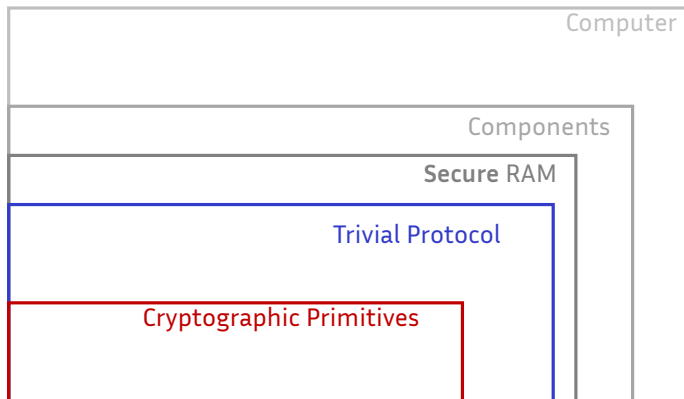 Computer
Components
Secure RAM
Trivial Protocol
Cryptographic Primitives